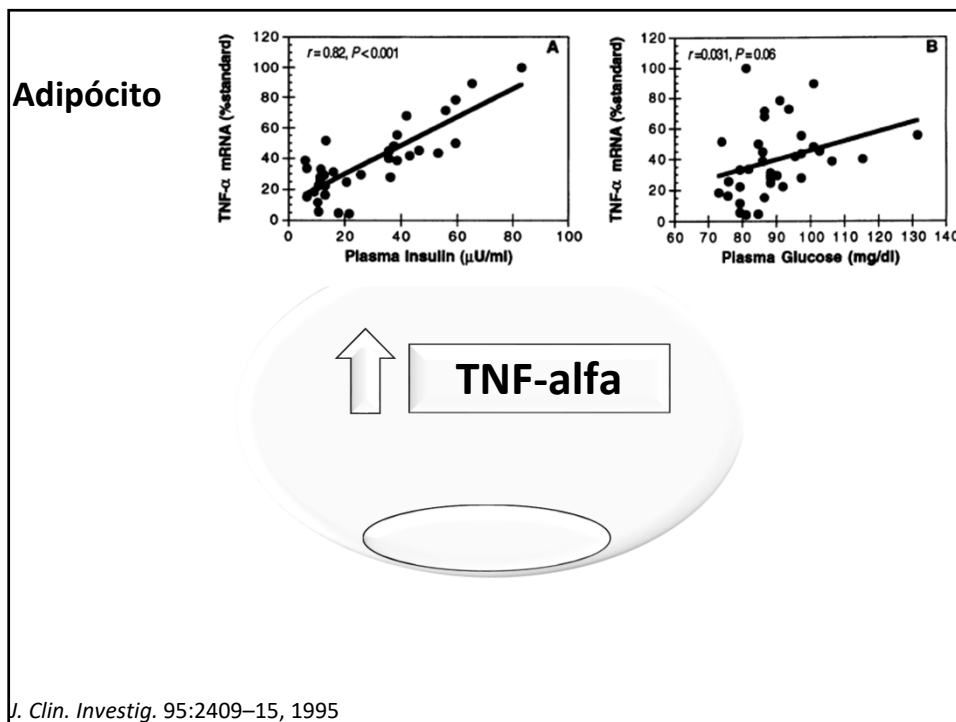 Adipócito
r=0.82, P<0.001
A
TNF-α mRNA (%standard)
120
100
80
60
40
20
0
0 20 40 60 80 100
Plasma Insulin (μU/ml)
r=0.031, P=0.06
B
TNF-α mRNA (%standard)
120
100
80
60
40
20
0
60 70 80 90 100 110 120 130 140
Plasma Glucose (mg/dl)
TNF-alfa
J. Clin. Investig. 95:2409–15, 1995